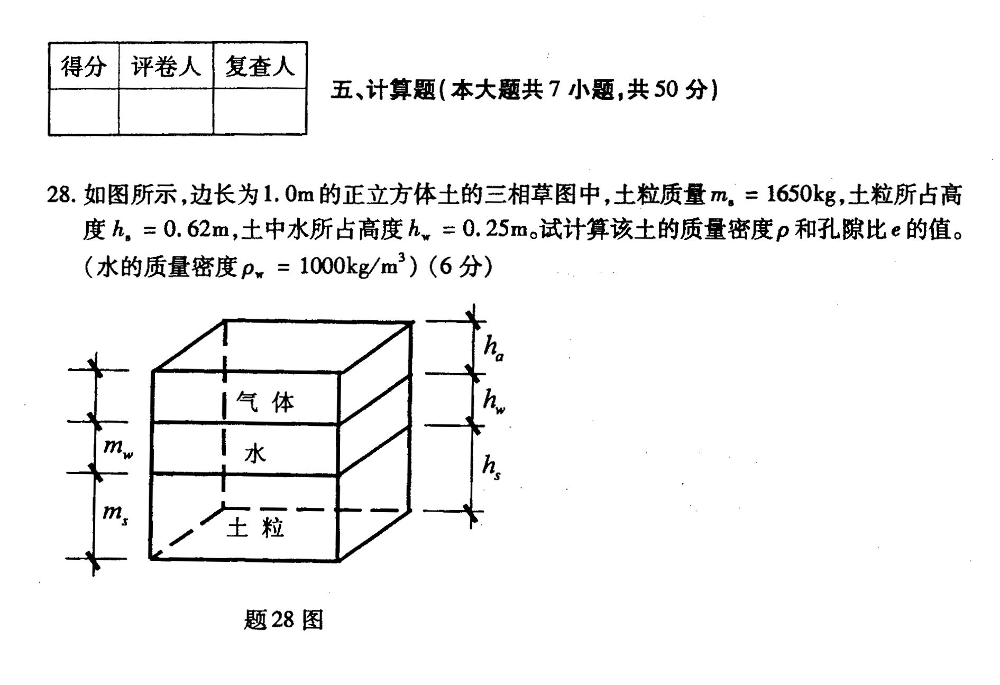 得分 评卷人 复查人
五、计算题(本大题共7 小题,共50 分)
28. 如图所示,边长为1.0m的正立方体土的三相草图中,土粒质量mₛ = 1650kg,土粒所占高
度hₛ = 0.62m,土中水所占高度h_w = 0.25m。试计算该土的质量密度ρ和孔隙比e的值。
(水的质量密度ρ_w = 1000kg/m³)(6 分)
h_a
气 体
h_w
m_w
水
h_s
m_s
土 粒
题28 图